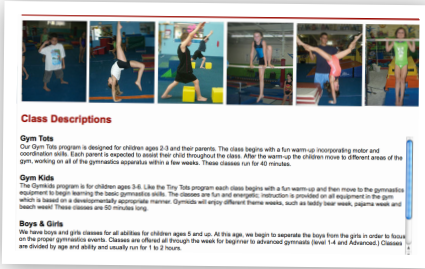 Class Descriptions
Gym Tots
Our Gym Tots program is designed for children ages 2-3 and their parents. The class begins with a fun warm-up incorporating motor and
coordination skills. Each parent is expected to assist their child throughout the class. After the warm-up the children move to different areas of the
gym, working on all of the gymnastics apparatus within a few weeks. These classes run for 40 minutes.
Gym Kids
The Gymkids program is for children ages 3-6. Like the Tiny Tots program each class begins with a fun warm-up and then move to the gymnastics
equipment to begin learning the basic gymnastics skills. The classes are fun and energetic, instruction is provided on all equipment in the gym
which is based on a developmentally appropriate manner. Gymkids will enjoy different theme weeks, such as teddy bear week, pajama week and
beach week! These classes are 50 minutes long.
Boys & Girls
We have boys and girls classes for all abilities for children ages 5 and up. At this age, we begin to seperate the boys from the girls in order to focus
on the proper gymnastics events. Classes are offered all through the week for beginner to advanced gymnasts (level 1-4 and Advanced.) Classes
are divided by age and ability and usually run for 1 to 2 hours.